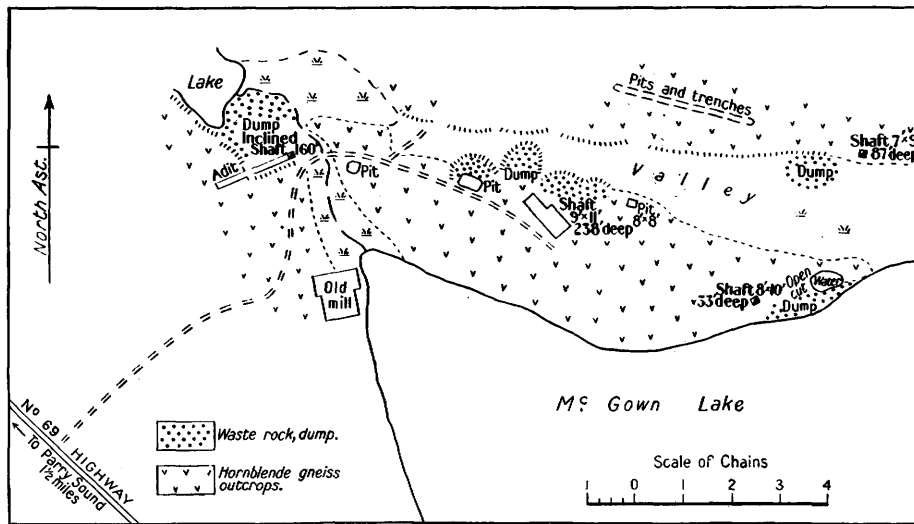 Lake
Pits and trenches
Dump
Inclined
Shaft, 160'
Adit
Pit
Pit
Dump
Valley
Shaft 7'×
87' deep
Dump
Shaft
9'×11',
238' deep
Pit
8'×8'
North Ast.
Old
mill
Shaft 8'×10'
33' deep
Open
cut
Water
Dump
Mc. Gown Lake
No 69 HIGHWAY
To Parry Sound
1½ miles
Waste rock, dump.
Hornblende gneiss
outcrops.
Scale of Chains
1 0 1 2 3 4